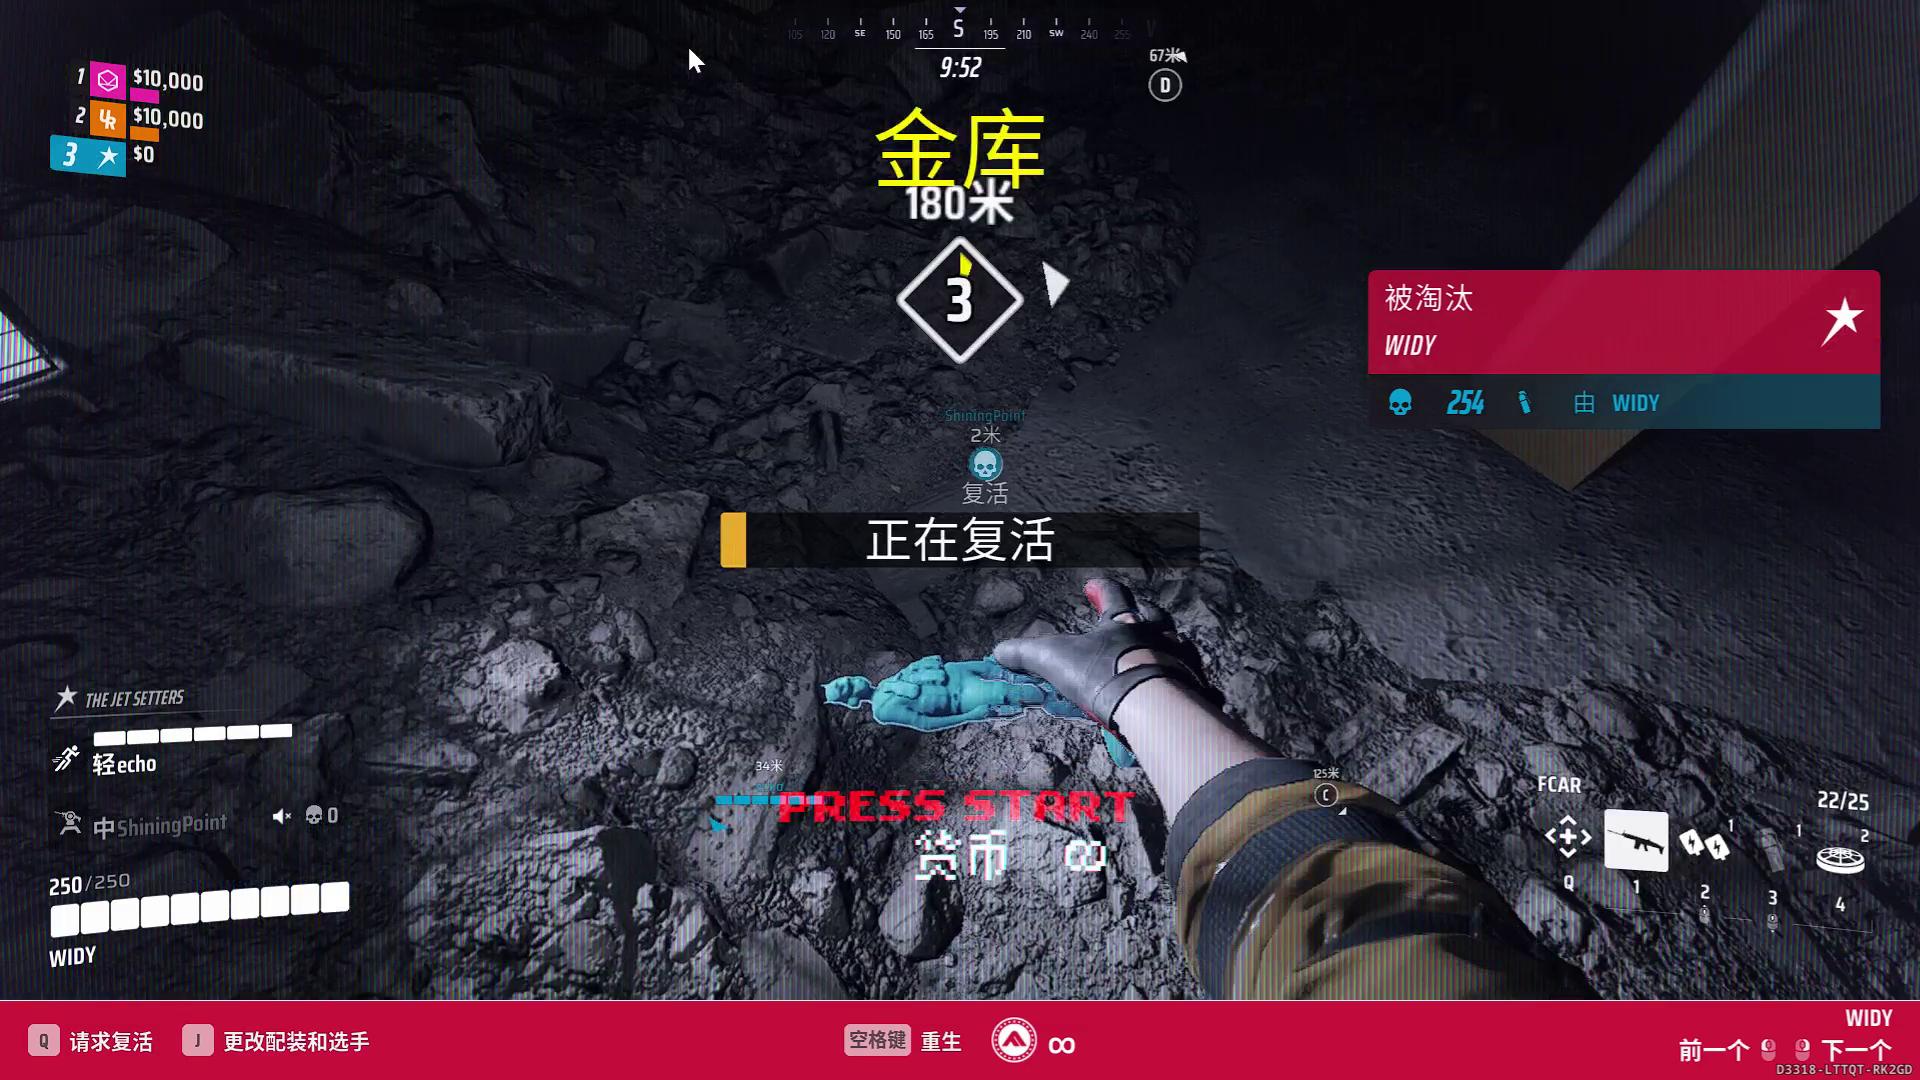 105 120 SE 150 165 S 195 210 SW 240 255 W
9:52
67米
D
1 $10,000
2 $10,000
3 $0
金库
180米
3
被淘汰
WIDY
254 由 WIDY
ShiningPoint
2米
复活
正在复活
THE JET SETTERS
轻echo
中ShiningPoint 0
250/250
WIDY
34米
PRESS START
货币 ∞
125米
C
FCAR
22/25
1 1 2
Q 1 2 3 4
Q 请求复活 J 更改配装和选手
空格键 重生 ∞
WIDY
前一个 下一个
D3318-LTTQT-RK2GD